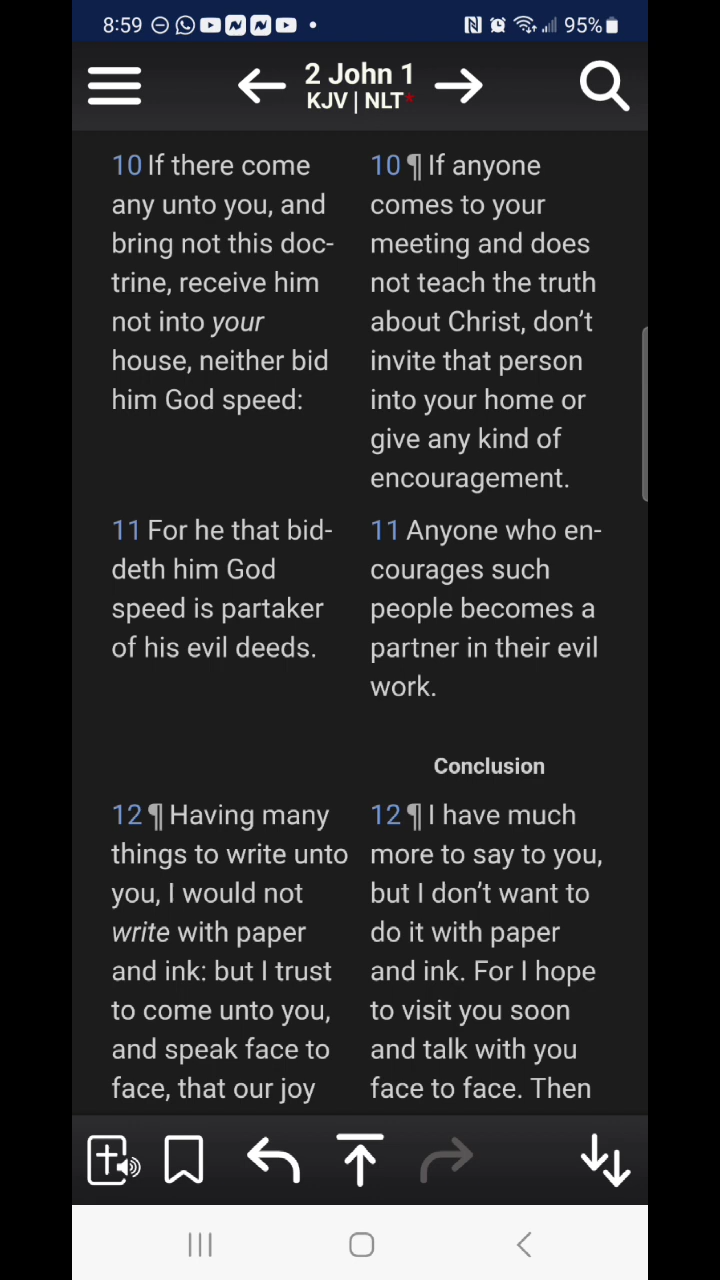 8:59
95%
2 John 1
KJV | NLT*
10 If there come
any unto you, and
bring not this doc-
trine, receive him
not into your
house, neither bid
him God speed:
10 ¶ If anyone
comes to your
meeting and does
not teach the truth
about Christ, don't
invite that person
into your home or
give any kind of
encouragement.
11 For he that bid-
deth him God
speed is partaker
of his evil deeds.
11 Anyone who en-
courages such
people becomes a
partner in their evil
work.
Conclusion
12 ¶ Having many
things to write unto
you, I would not
write with paper
and ink: but I trust
to come unto you,
and speak face to
face, that our joy
12 ¶ I have much
more to say to you,
but I don't want to
do it with paper
and ink. For I hope
to visit you soon
and talk with you
face to face. Then